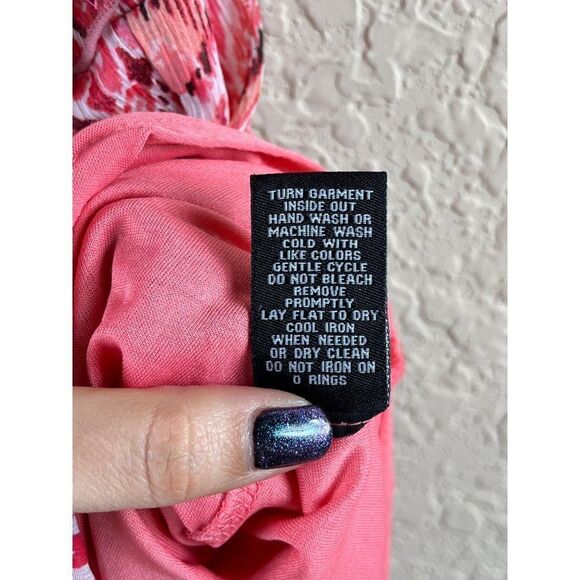 TURN GARMENT
INSIDE OUT
HAND WASH OR
MACHINE WASH
COLD WITH
LIKE COLORS
GENTLE CYCLE
DO NOT BLEACH
REMOVE
PROMPTLY
LAY FLAT TO DRY
COOL IRON
WHEN NEEDED
OR DRY CLEAN
DO NOT IRON ON
O RINGS